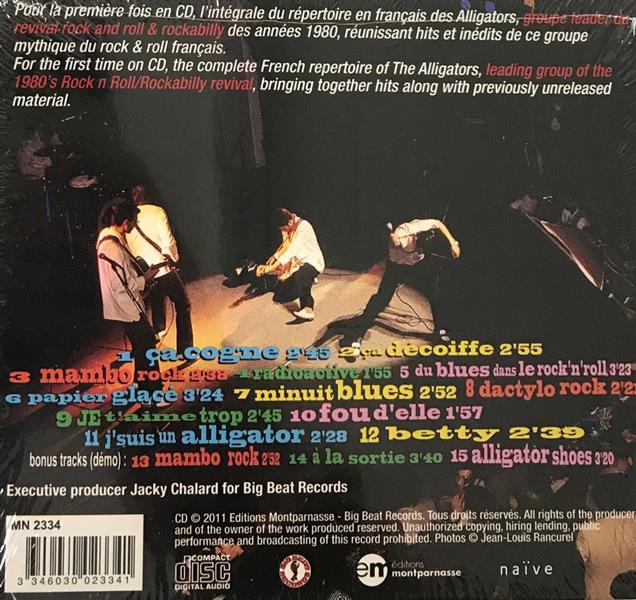 Pour la première fois en CD, l'intégrale du répertoire en français des Alligators, groupe leader du
revival rock and roll & rockabilly des années 1980, réunissant hits et inédits de ce groupe
mythique du rock & roll français.
For the first time on CD, the complete French repertoire of The Alligators, leading group of the
1980's Rock n Roll/Rockabilly revival, bringing together hits along with previously unreleased
material.
1 ça cogne 2'45 2 ça décoiffe 2'55
3 mambo rock 2'38 4 radioactive 1'55 5 du blues dans le rock'n'roll 3'23
6 papier glacé 3'24 7 minuit blues 2'52 8 dactylo rock
9 JE t'aime trop 2'45 10 fou d'elle 1'57
11 j'suis un alligator 2'28 12 betty 2'39
bonus tracks (démo) : 13 mambo rock 2'52 14 à la sortie 3'40 15 alligator shoes 3'20
Executive producer Jacky Chalard for Big Beat Records
MN 2334
CD © 2011 Editions Montparnasse - Big Beat Records. Tous droits réservés. All rights of the producer
and of the owner of the work produced reserved. Unauthorized copying, hiring lending, public
performance and broadcasting of this record prohibited. Photos © Jean-Louis Rancurel
3 346030 023341
COMPACT
disc
DIGITAL AUDIO
em éditions
montparnasse
naïve